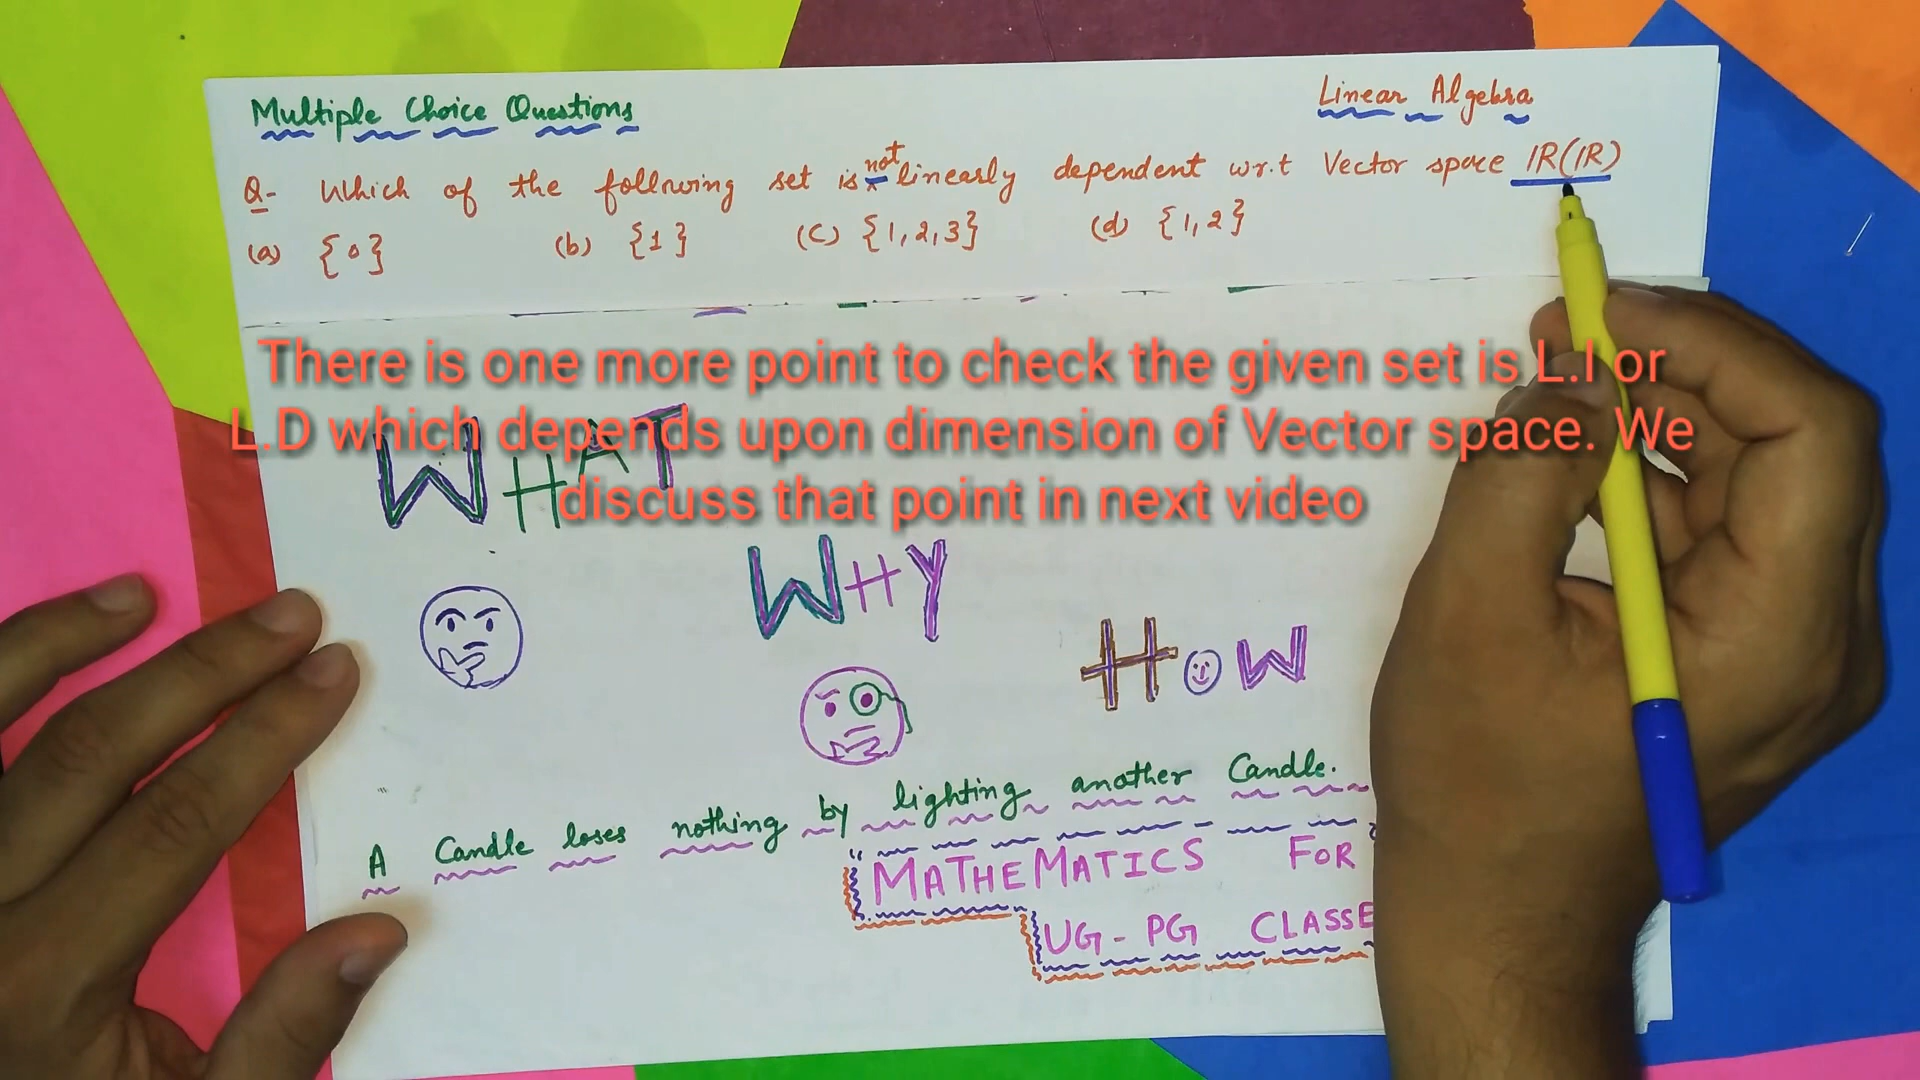 Multiple Choice Questions
Linear Algebra
Q- Which of the following set is not linearly dependent w.r.t Vector space IR(IR)
(a) {0} (b) {1} (c) {1,2,3} (d) {1,2}
There is one more point to check the given set is L.I or
L.D which depends upon dimension of Vector space. We
discuss that point in next video
WHAT
WHY
HOW
A Candle loses nothing by lighting another Candle.
MATHEMATICS FOR
UG-PG CLASSE